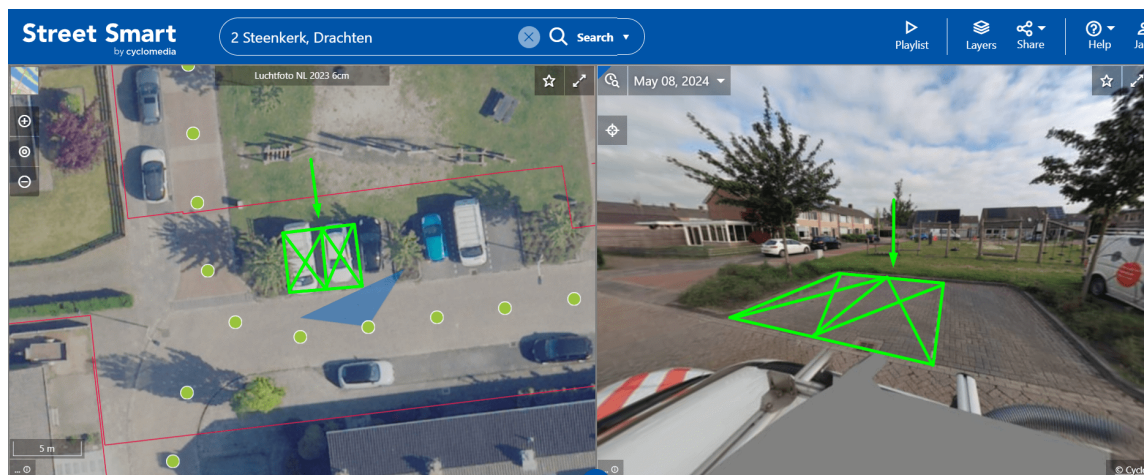 Street Smart
by cyclomedia
2 Steenkerk, Drachten
Search
Playlist
Layers
Share
Help
Ja
Luchtfoto NL 2023 6cm
May 08, 2024
5 m
...
...
© Cycl